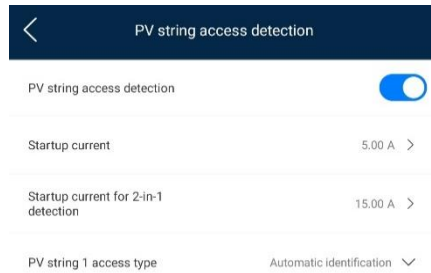 PV string access detection
PV string access detection
Startup current 5.00 A
Startup current for 2-in-1
detection 15.00 A
PV string 1 access type Automatic identification